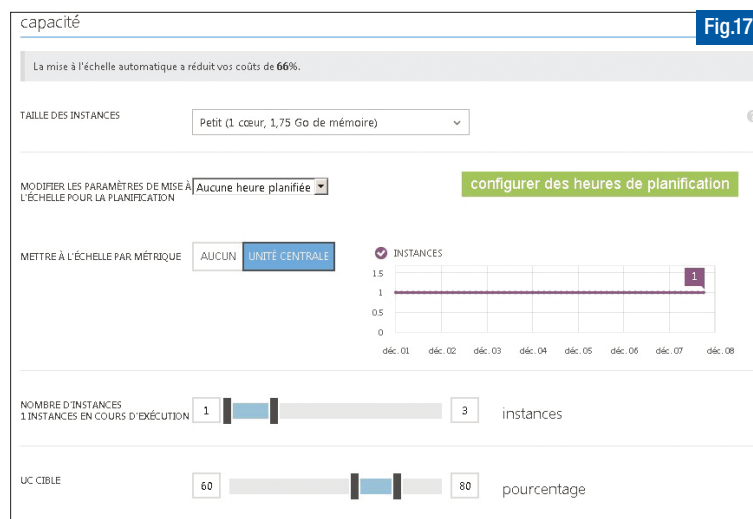 capacité
Fig.17
La mise à l'échelle automatique a réduit vos coûts de 66%.
TAILLE DES INSTANCES
Petit (1 cœur, 1,75 Go de mémoire)
MODIFIER LES PARAMÈTRES DE MISE À
L'ÉCHELLE POUR LA PLANIFICATION
Aucune heure planifiée
configurer des heures de planification
METTRE À L'ÉCHELLE PAR MÉTRIQUE
AUCUN
UNITÉ CENTRALE
INSTANCES
1.5
1
0.5
0
1
déc. 01 déc. 02 déc. 03 déc. 04 déc. 05 déc. 06 déc. 07 déc. 08
NOMBRE D'INSTANCES
1 INSTANCES EN COURS D'EXÉCUTION
1
3
instances
UC CIBLE
60
80
pourcentage